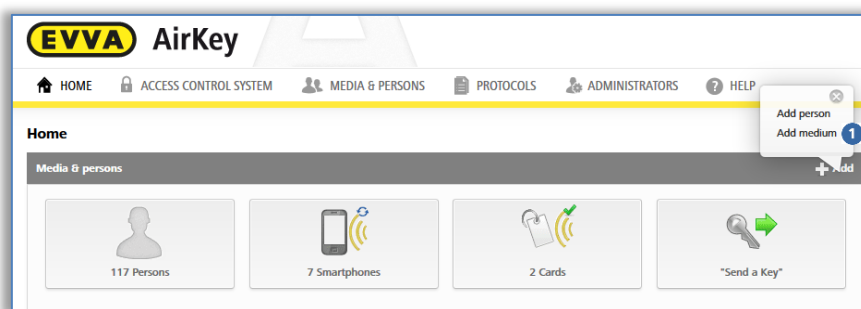 EVVA AirKey
HOME ACCESS CONTROL SYSTEM MEDIA & PERSONS PROTOCOLS ADMINISTRATORS HELP
Add person
Add medium 1
Home
Media & persons Add
117 Persons 7 Smartphones 2 Cards "Send a Key"